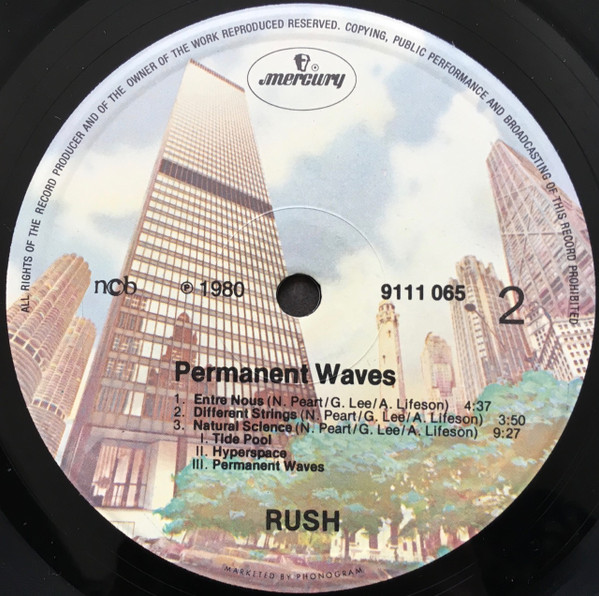 ALL RIGHTS OF THE RECORD PRODUCER AND OF THE OWNER OF THE WORK REPRODUCED RESERVED. COPYING, PUBLIC PERFORMANCE AND BROADCASTING OF THIS RECORD PROHIBITED
mercury
ncb ℗ 1980 9111 065 2
Permanent Waves
1. Entre Nous (N. Peart/G. Lee/A. Lifeson) 4:37
2. Different Strings (N. Peart/G. Lee/A. Lifeson) 3:50
3. Natural Science (N. Peart/G. Lee/A. Lifeson) 9:27
I. Tide Pool
II. Hyperspace
III. Permanent Waves
RUSH
MARKETED BY PHONOGRAM